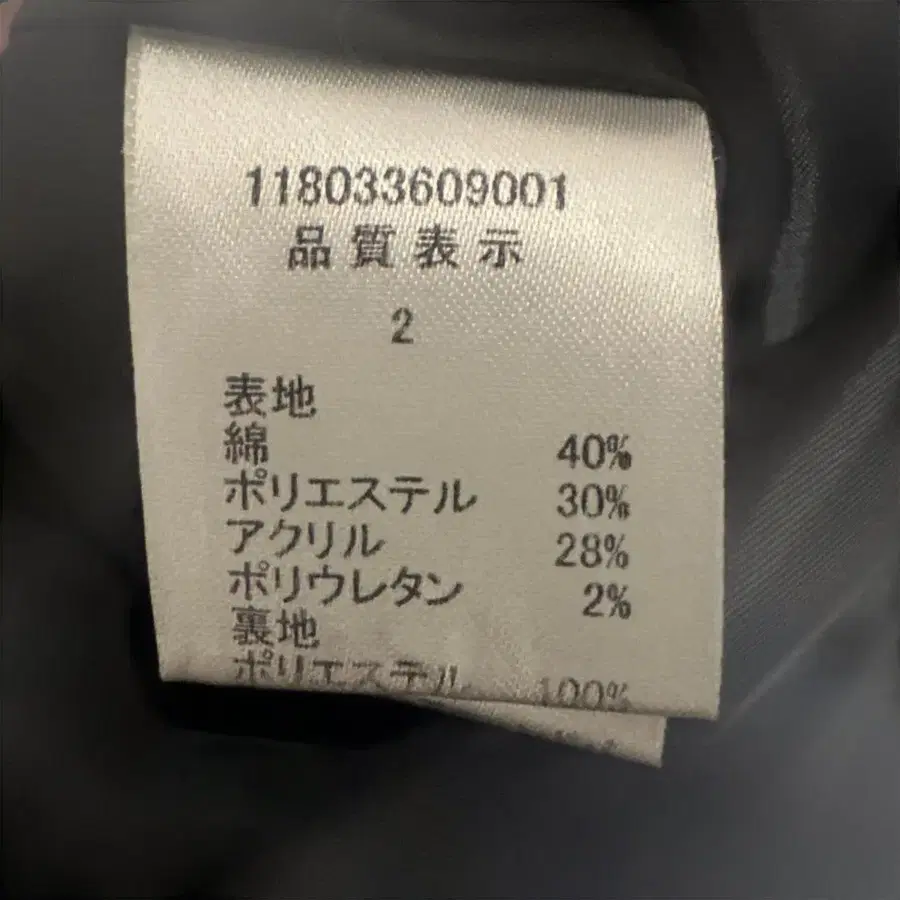 118033609001
品質表示
2
表地
綿 40%
ポリエステル 30%
アクリル 28%
ポリウレタン 2%
裏地
ポリエステル 100%